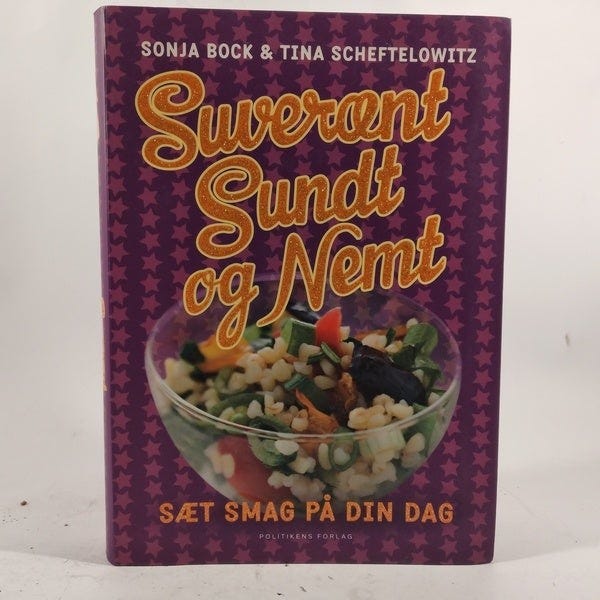 SONJA BOCK & TINA SCHEFTELOWITZ
Suverænt
Sundt
og Nemt
SÆT SMAG PÅ DIN DAG
POLITIKENS FORLAG